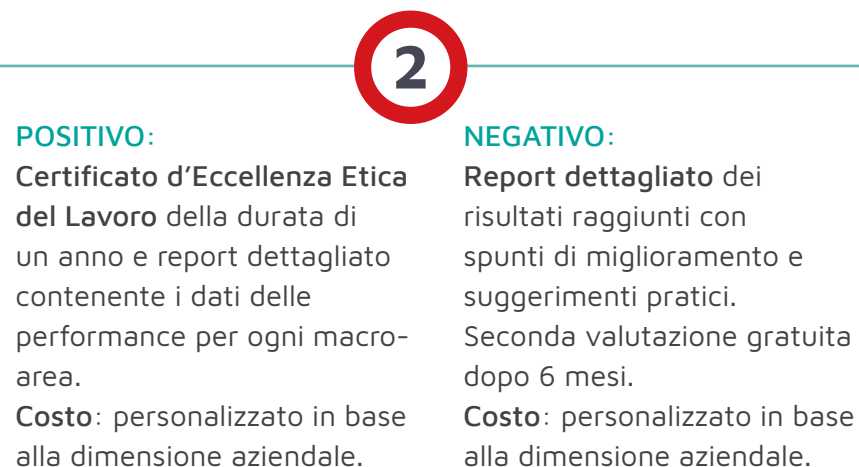 2
POSITIVO:
Certificato d’Eccellenza Etica
del Lavoro della durata di
un anno e report dettagliato
contenente i dati delle
performance per ogni macro-
area.
Costo: personalizzato in base
alla dimensione aziendale.
NEGATIVO:
Report dettagliato dei
risultati raggiunti con
spunti di miglioramento e
suggerimenti pratici.
Seconda valutazione gratuita
dopo 6 mesi.
Costo: personalizzato in base
alla dimensione aziendale.